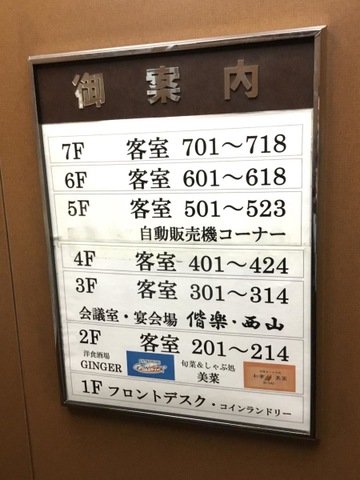 御案内
7F 客室 701～718
6F 客室 601～618
5F 客室 501～523
自動販売機コーナー
4F 客室 401～424
3F 客室 301～314
会議室・宴会場 偕楽・西山
2F 客室 201～214
洋食酒場 旬菜&しゃぶ処
GINGER 美菜
1F フロントデスク・コインランドリー